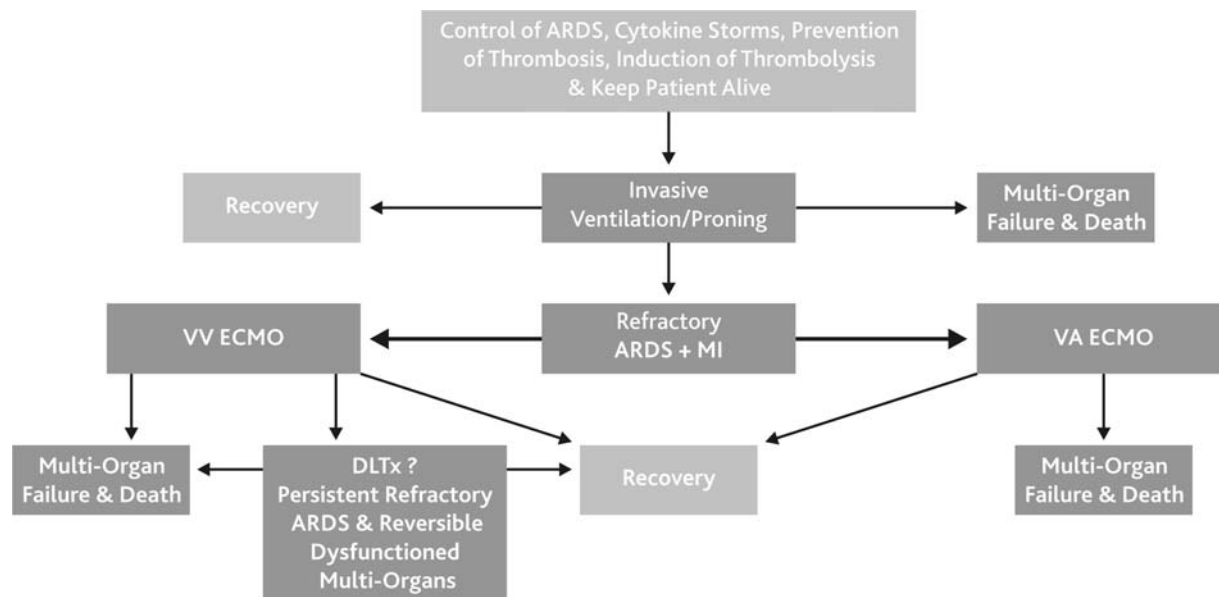 Control of ARDS, Cytokine Storms, Prevention
of Thrombosis, Induction of Thrombolysis
& Keep Patient Alive
Recovery
Invasive
Ventilation/Proning
Multi-Organ
Failure & Death
VV ECMO
Refractory
ARDS + MI
VA ECMO
Multi-Organ
Failure & Death
DLTx ?
Persistent Refractory
ARDS & Reversible
Dysfunctioned
Multi-Organs
Recovery
Multi-Organ
Failure & Death